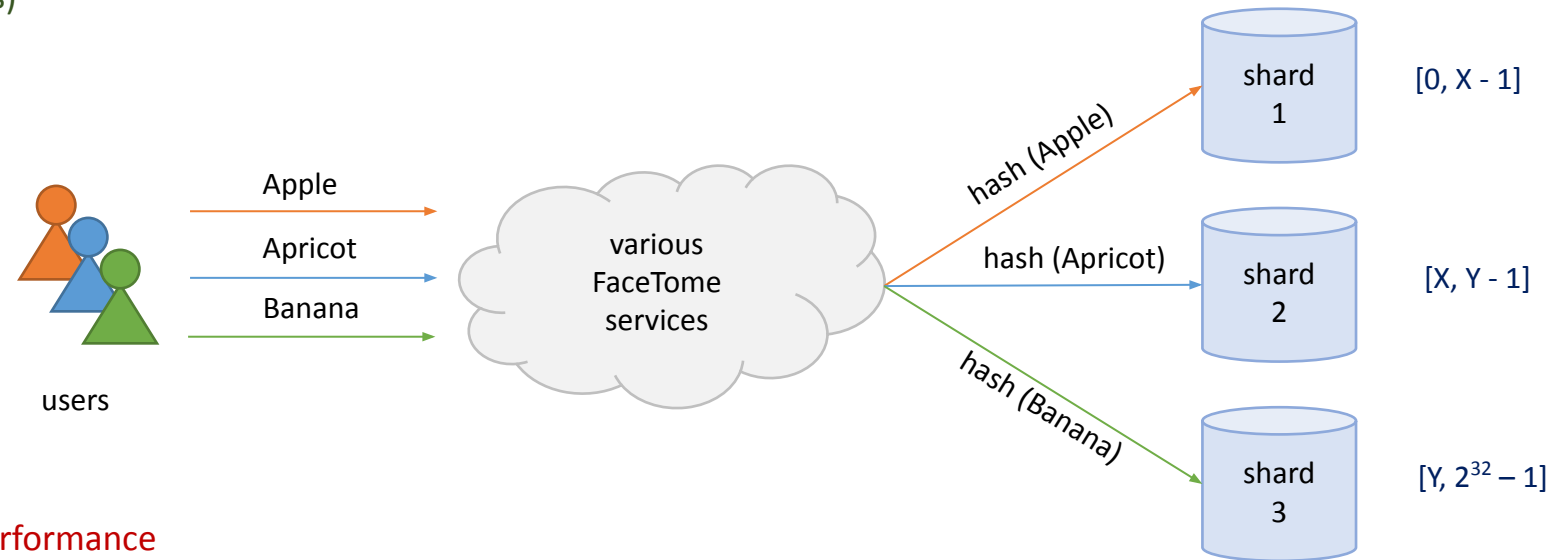 s)
Apple
Apricot
Banana
users
various
FaceTome
services
hash (Apple)
hash (Apricot)
hash (Banana)
shard
1
[0, X - 1]
shard
2
[X, Y - 1]
shard
3
[Y, 2³² – 1]
rformance